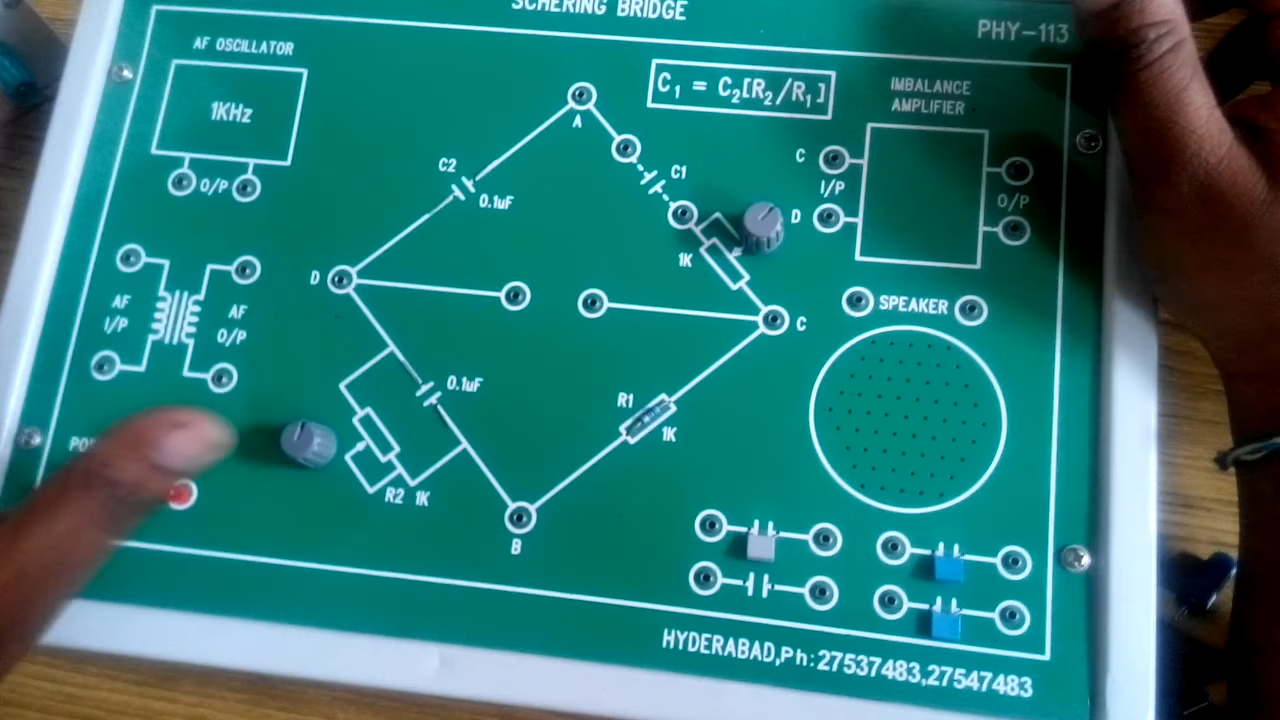 SCHERING BRIDGE
PHY-113
AF OSCILLATOR
1KHz
O/P
C₁ = C₂[R₂/R₁]
IMBALANCE
AMPLIFIER
C
I/P
D
O/P
A
C2
0.1uF
C1
1K
D
C
AF
I/P
AF
O/P
SPEAKER
0.1uF
R1
1K
R2 1K
B
HYDERABAD,Ph:27537483,27547483